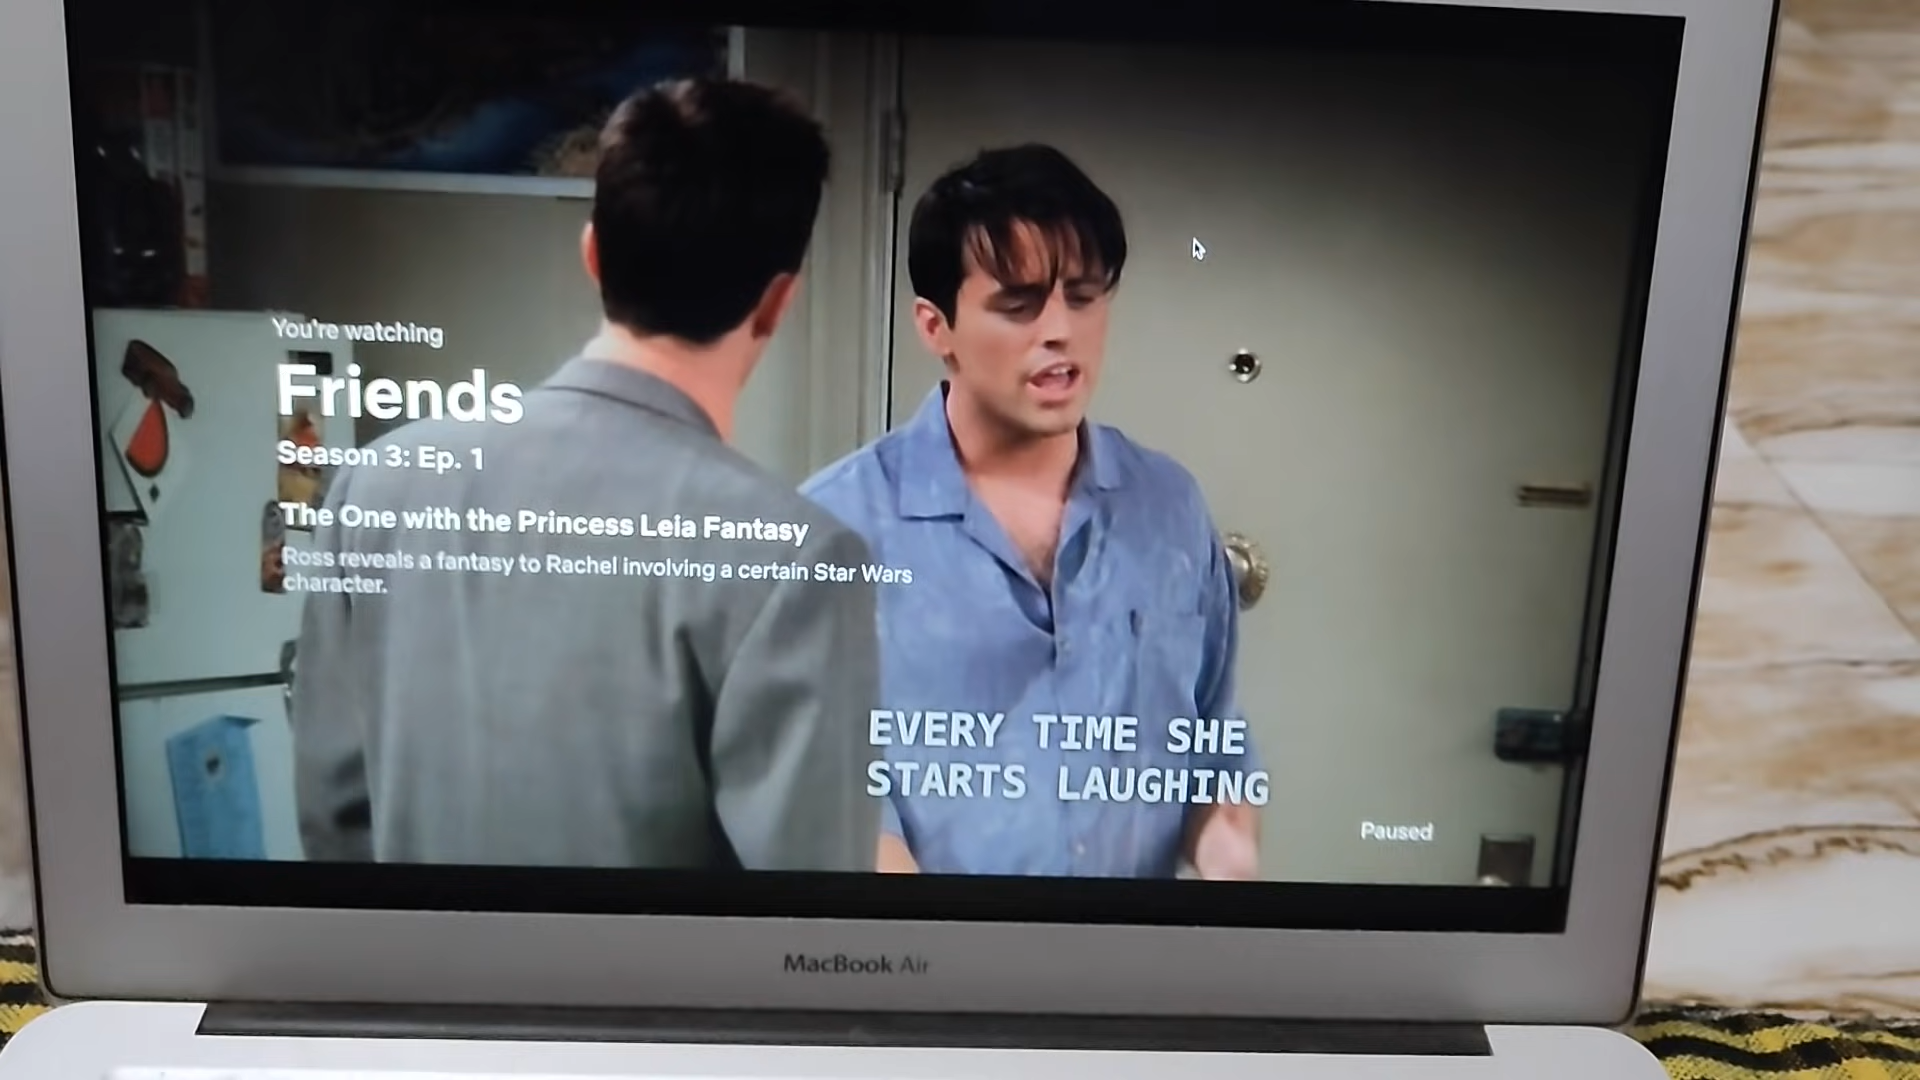 You're watching
Friends
Season 3: Ep. 1
The One with the Princess Leia Fantasy
Ross reveals a fantasy to Rachel involving a certain Star Wars
character.
EVERY TIME SHE
STARTS LAUGHING
Paused
MacBook Air